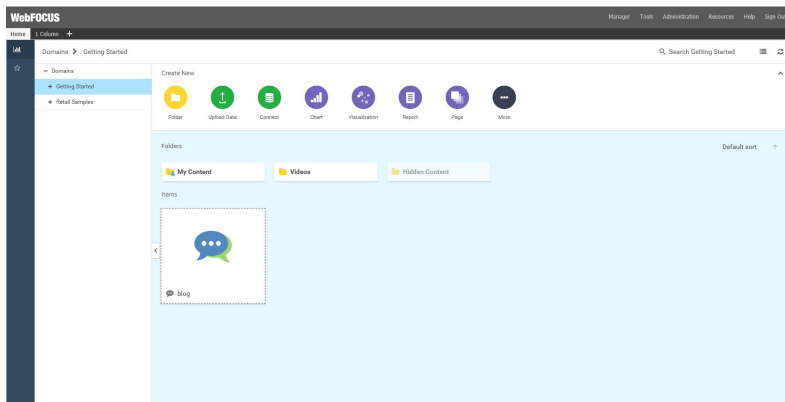 WebFOCUS
Manager Tools Administration Resources Help Sign Ou
Home 1 Column +
Domains > Getting Started
Search Getting Started
− Domains
+ Getting Started
+ Retail Samples
Create New
Folder Upload Data Connect Chart Visualization Report Page More
Folders
Default sort
My Content Videos Hidden Content
Items
blog